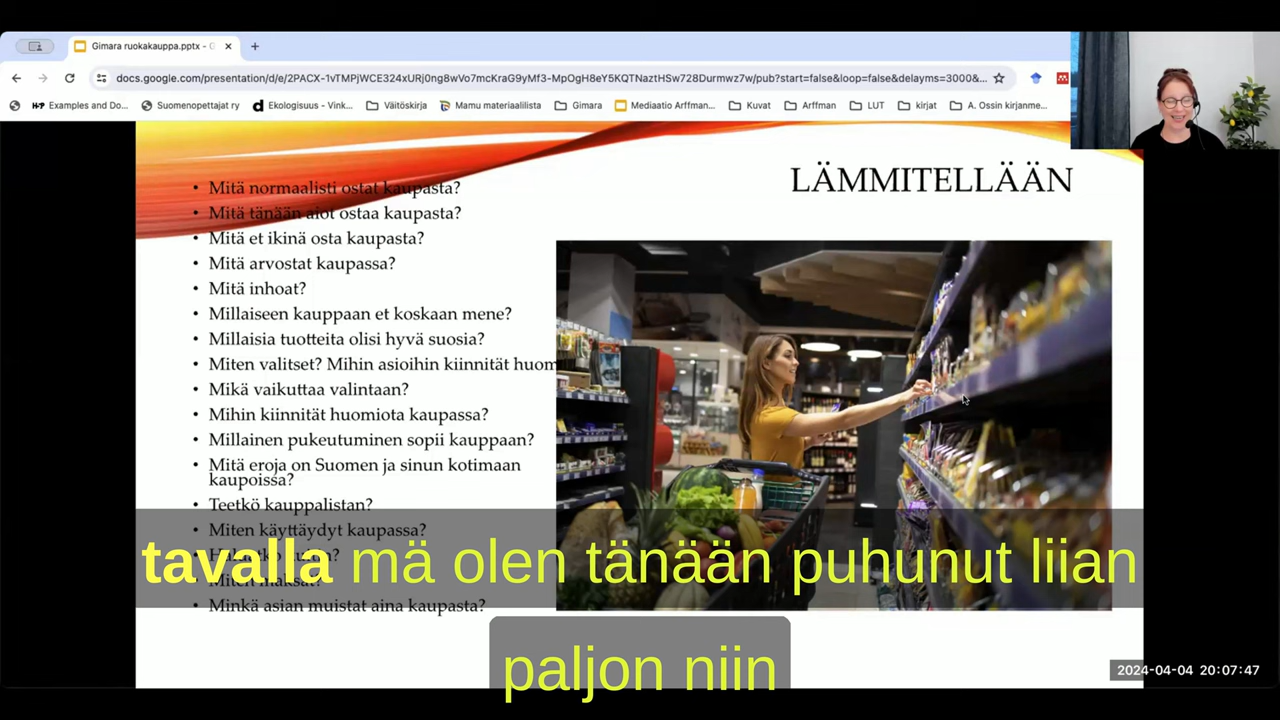 Gimara ruokakauppa.pptx - G
docs.google.com/presentation/d/e/2PACX-1vTMPjWCE324xURj0ng8wVo7mcKraG9yMf3-MpOgH8eY5KQTNaztHSw728Durmwz7w/pub?start=false&loop=false&delayms=3000&...
Examples and Do...
Suomenopettajat ry
Ekologisuus - Vink...
Väitöskirja
Mamu materiaalilista
Gimara
Mediaatio Arffman...
Kuvat
Arffman
LUT
kirjat
A. Ossin kirjanme...
LÄMMITELLÄÄN
• Mitä normaalisti ostat kaupasta?
• Mitä tänään aiot ostaa kaupasta?
• Mitä et ikinä osta kaupasta?
• Mitä arvostat kaupassa?
• Mitä inhoat?
• Millaiseen kauppaan et koskaan mene?
• Millaisia tuotteita olisi hyvä suosia?
• Miten valitset? Mihin asioihin kiinnität huom
• Mikä vaikuttaa valintaan?
• Mihin kiinnität huomiota kaupassa?
• Millainen pukeutuminen sopii kauppaan?
• Mitä eroja on Suomen ja sinun kotimaan
kaupoissa?
• Teetkö kauppalistan?
• Miten käyttäydyt kaupassa?
• Miten maksat?
• Minkä asian muistat aina kaupasta?
tavalla mä olen tänään puhunut liian
paljon niin
2024-04-04 20:07:47